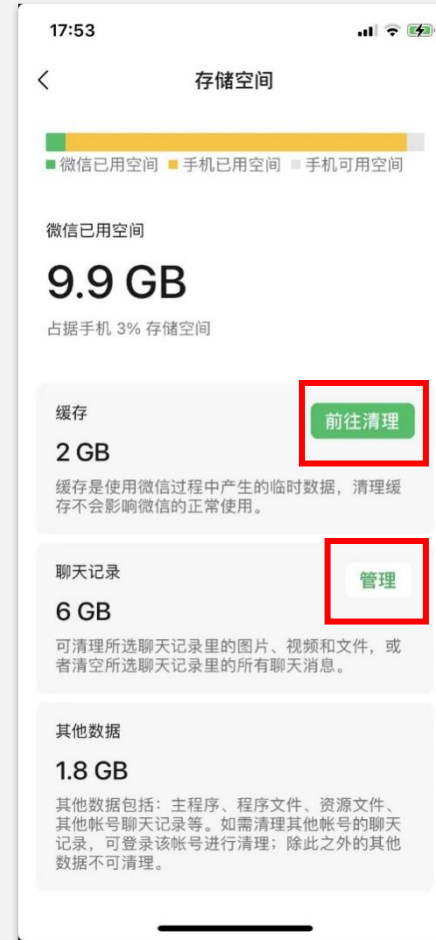 17:53
存储空间
微信已用空间 手机已用空间 手机可用空间
微信已用空间
9.9 GB
占据手机 3% 存储空间
缓存
前往清理
2 GB
缓存是使用微信过程中产生的临时数据，清理缓
存不会影响微信的正常使用。
聊天记录
管理
6 GB
可清理所选聊天记录里的图片、视频和文件，或
者清空所选聊天记录里的所有聊天消息。
其他数据
1.8 GB
其他数据包括：主程序、程序文件、资源文件、
其他帐号聊天记录等。如需清理其他帐号的聊天
记录，可登录该帐号进行清理；除此之外的其他
数据不可清理。